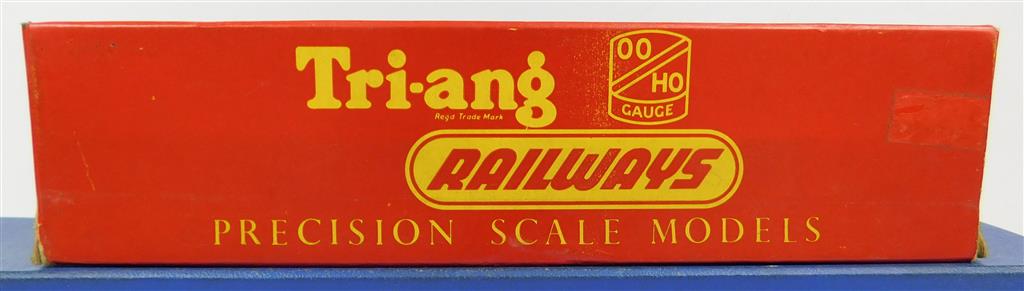 Tri-ang
Regd Trade Mark
OO
HO
GAUGE
RAILWAYS
PRECISION SCALE MODELS